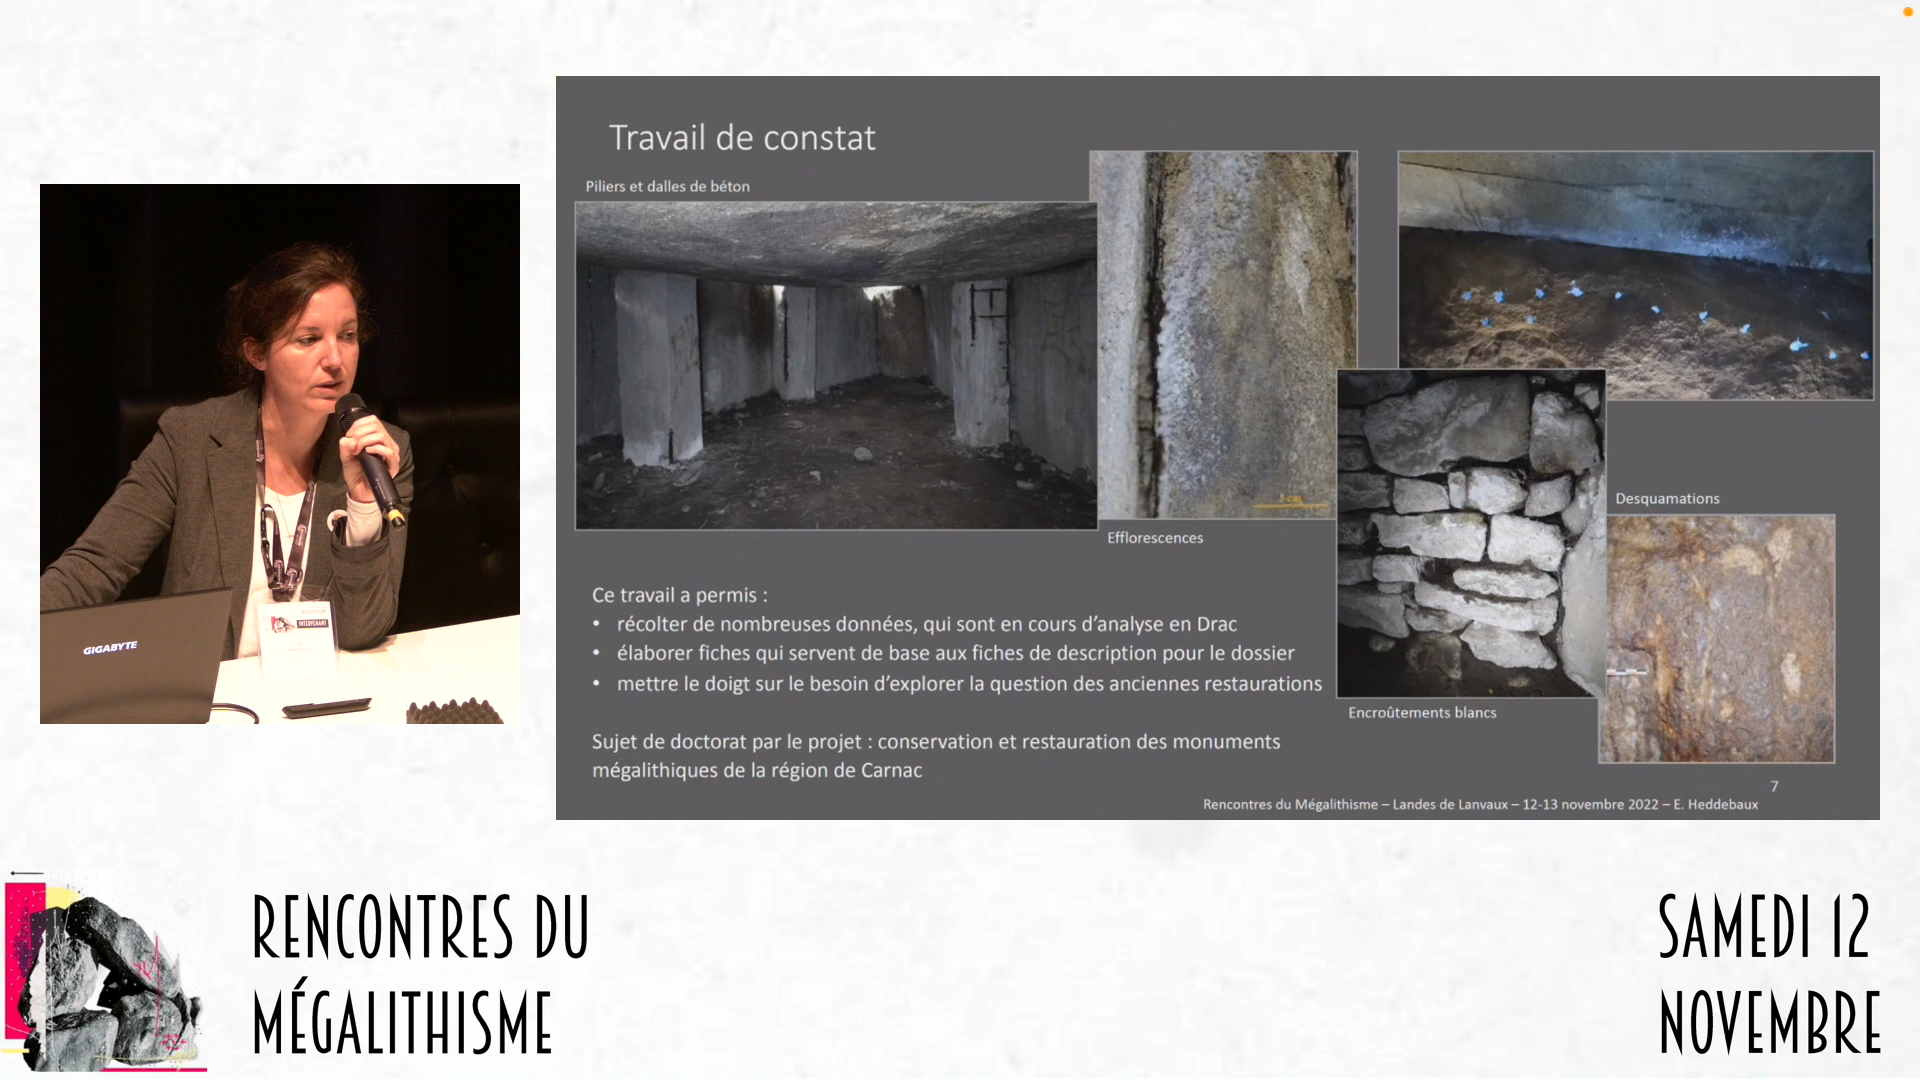 Travail de constat
Piliers et dalles de béton
3 cm
Efflorescences
Desquamations
Encroûtements blancs
Ce travail a permis :
• récolter de nombreuses données, qui sont en cours d'analyse en Drac
• élaborer fiches qui servent de base aux fiches de description pour le dossier
• mettre le doigt sur le besoin d'explorer la question des anciennes restaurations
Sujet de doctorat par le projet : conservation et restauration des monuments
mégalithiques de la région de Carnac
7
Rencontres du Mégalithisme – Landes de Lanvaux – 12-13 novembre 2022 – E. Heddebaux
GIGABYTE
INTERVENANT
RENCONTRES DU
MÉGALITHISME
SAMEDI 12
NOVEMBRE